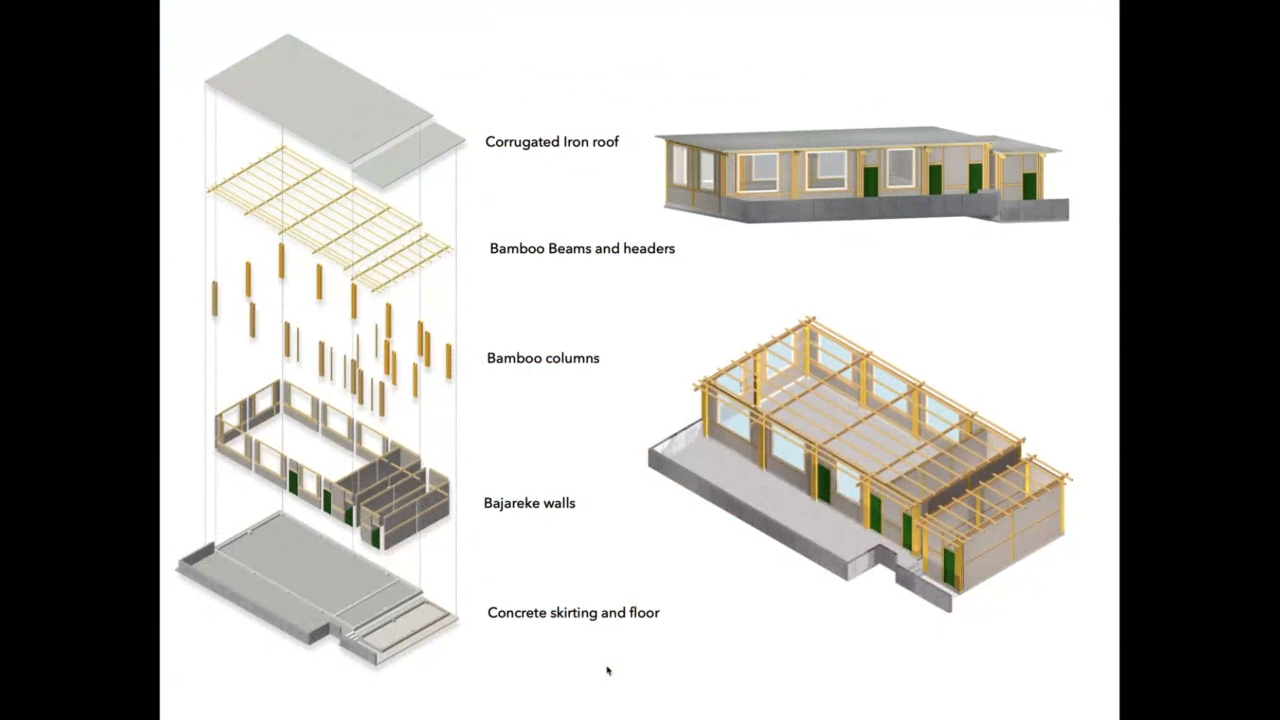 Corrugated Iron roof
Bamboo Beams and headers
Bamboo columns
Bajareke walls
Concrete skirting and floor